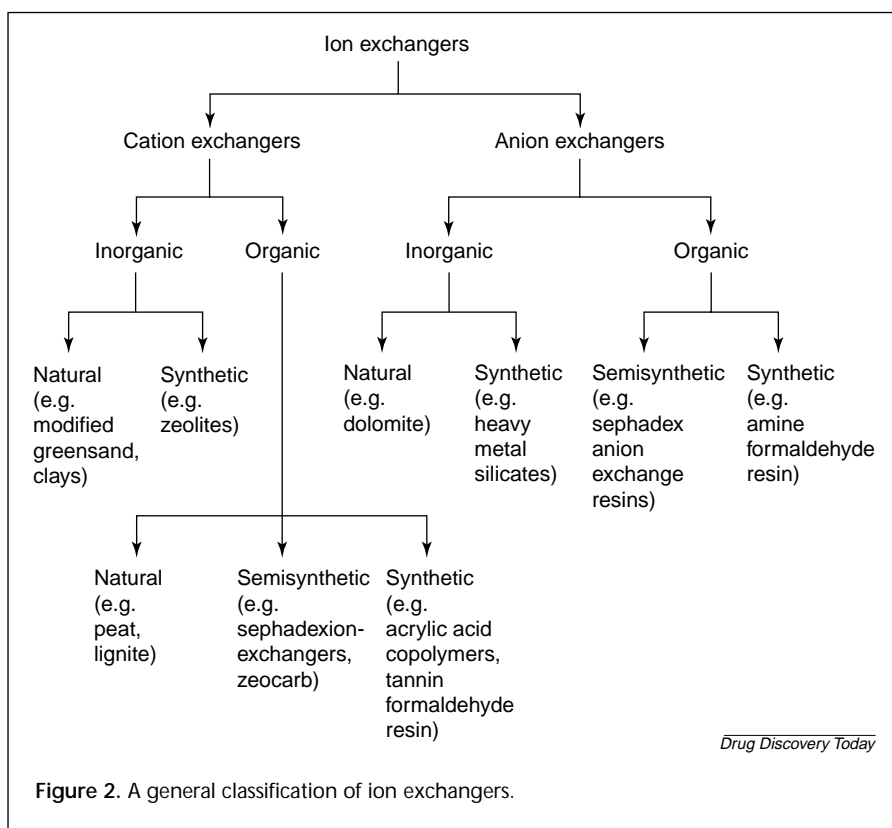 Ion exchangers
Cation exchangers
Anion exchangers
Inorganic
Organic
Inorganic
Organic
Natural
(e.g.
modified
greensand,
clays)
Synthetic
(e.g.
zeolites)
Natural
(e.g.
dolomite)
Synthetic
(e.g.
heavy
metal
silicates)
Semisynthetic
(e.g.
sephadex
anion
exchange
resins)
Synthetic
(e.g.
amine
formaldehyde
resin)
Natural
(e.g.
peat,
lignite)
Semisynthetic
(e.g.
sephadexion-
exchangers,
zeocarb)
Synthetic
(e.g.
acrylic acid
copolymers,
tannin
formaldehyde
resin)
Drug Discovery Today
Figure 2. A general classification of ion exchangers.